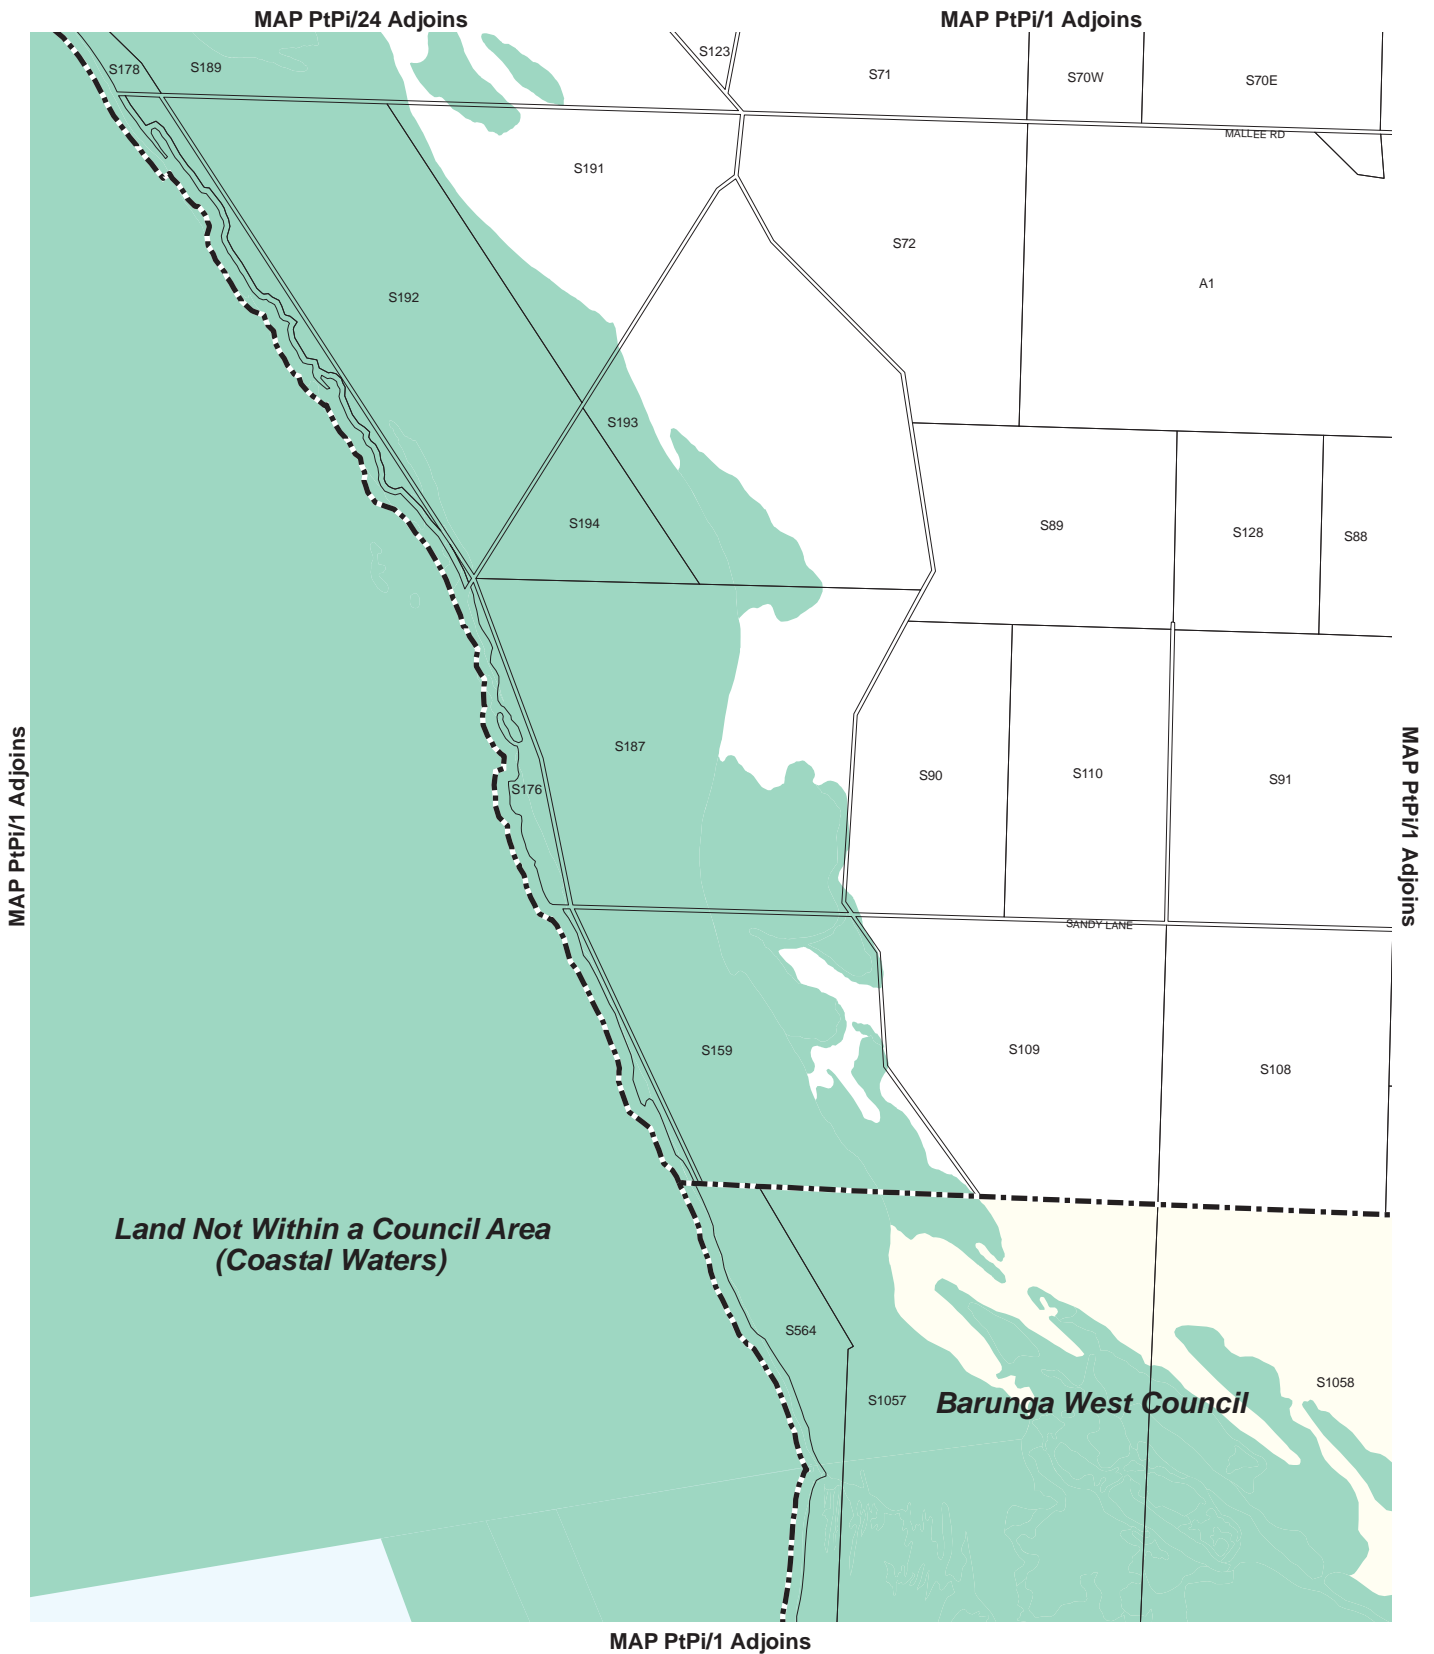 MAP PtPi/24 Adjoins
MAP PtPi/1 Adjoins
S123
S178
S189
S71
S70W
S70E
MALLEE RD
S191
S72
A1
S192
S193
S194
S89
S128
S88
MAP PtPi/1 Adjoins
MAP PtPi/1 Adjoins
S187
S176
S90
S110
S91
SANDY LANE
S159
S109
S108
Land Not Within a Council Area
(Coastal Waters)
S564
S1058
S1057
Barunga West Council
MAP PtPi/1 Adjoins